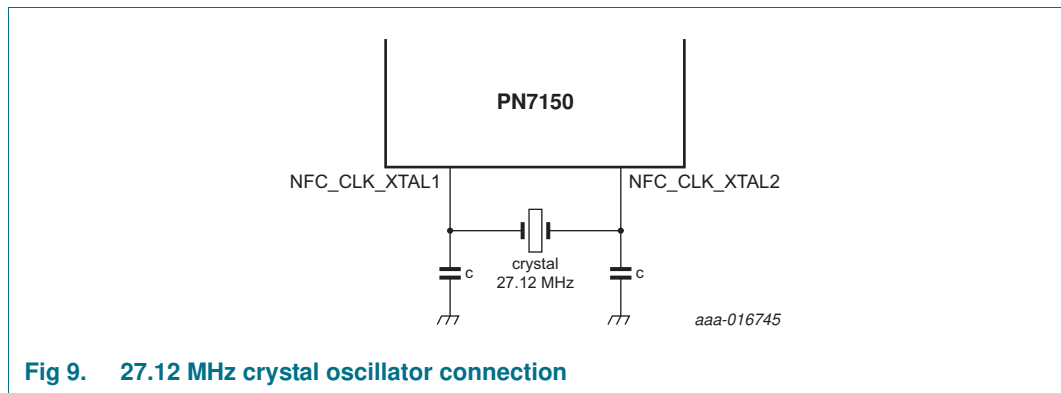 PN7150
NFC_CLK_XTAL1
NFC_CLK_XTAL2
c
crystal
27.12 MHz
c
aaa-016745
Fig 9. 27.12 MHz crystal oscillator connection